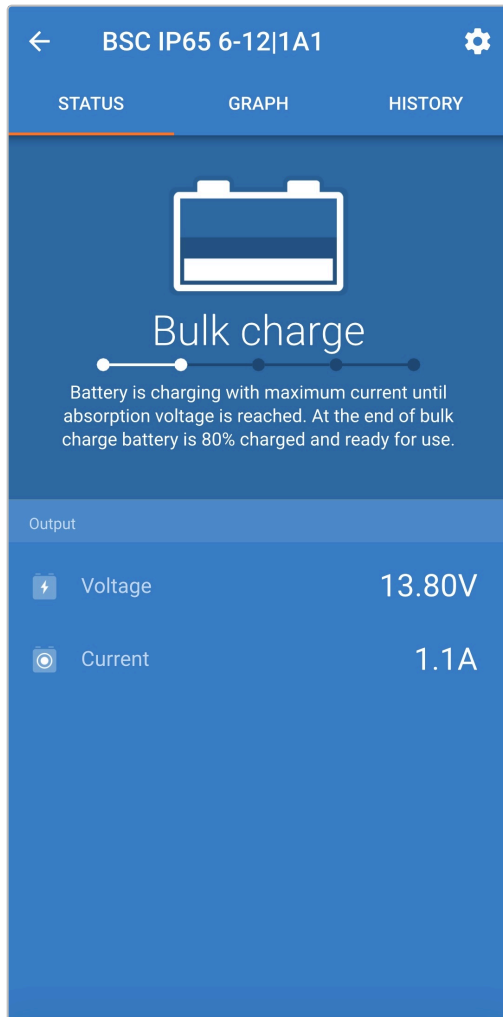 BSC IP65 6-12|1A1
STATUS GRAPH HISTORY
Bulk charge
Battery is charging with maximum current until
absorption voltage is reached. At the end of bulk
charge battery is 80% charged and ready for use.
Output
Voltage 13.80V
Current 1.1A